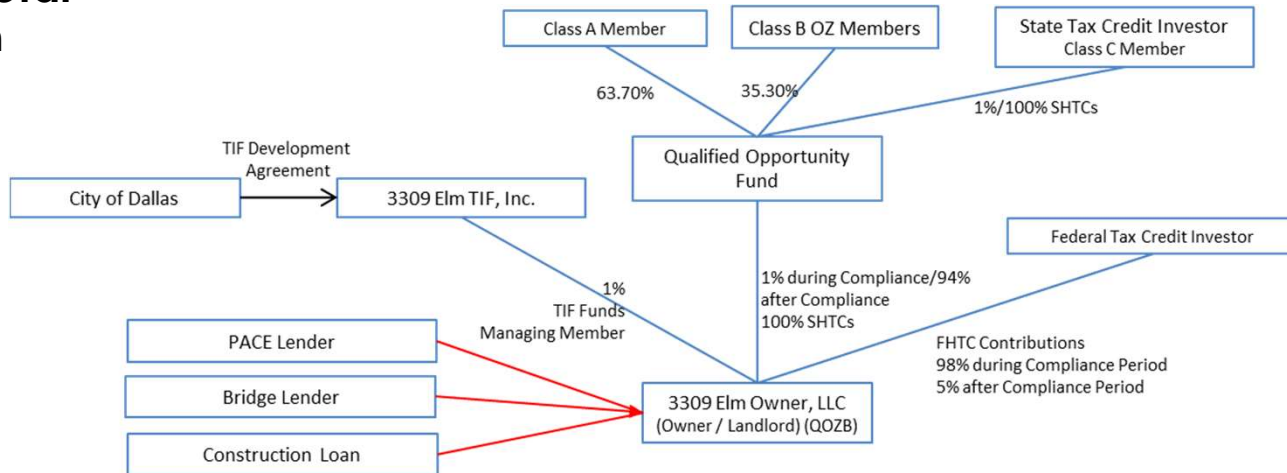 Class A Member
Class B OZ Members
State Tax Credit Investor
Class C Member
63.70%
35.30%
1%/100% SHTCs
TIF Development
Agreement
Qualified Opportunity
Fund
City of Dallas
3309 Elm TIF, Inc.
Federal Tax Credit Investor
1%
TIF Funds
Managing Member
1% during Compliance/94%
after Compliance
100% SHTCs
FHTC Contributions
98% during Compliance Period
5% after Compliance Period
PACE Lender
Bridge Lender
Construction Loan
3309 Elm Owner, LLC
(Owner / Landlord) (QOZB)